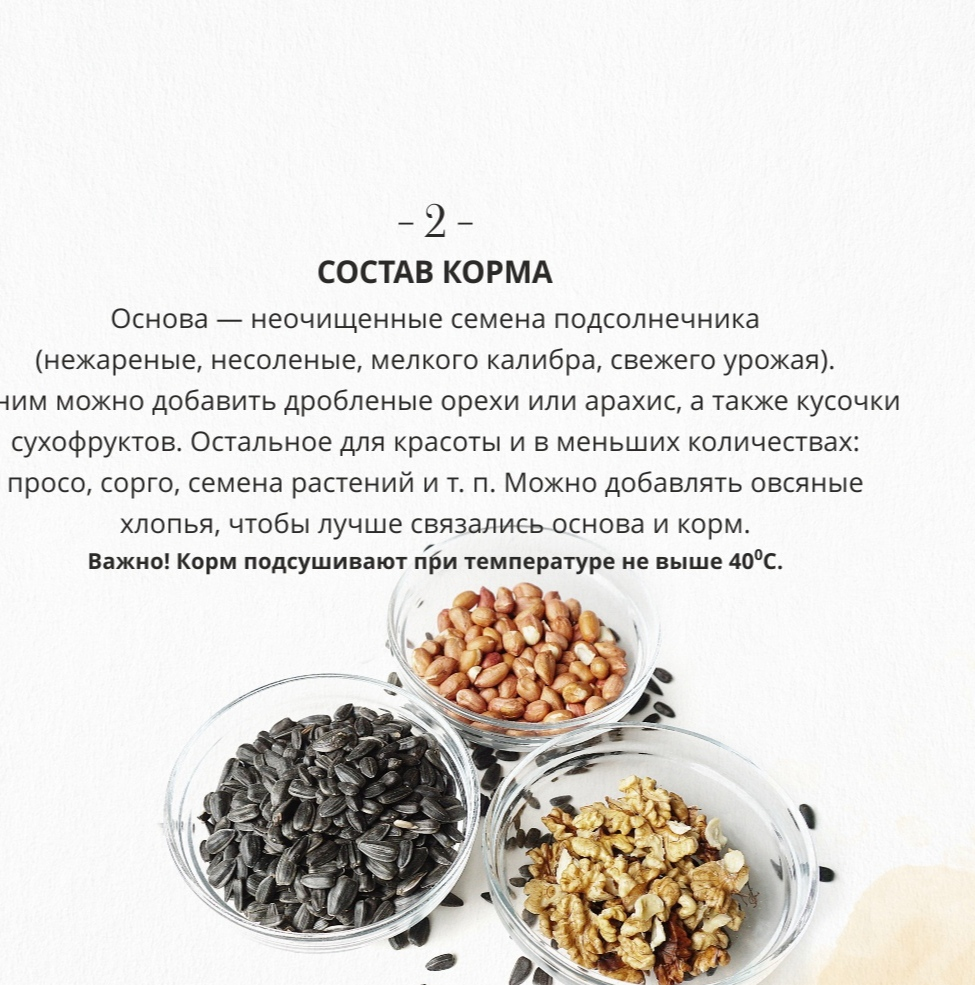 - 2 -
СОСТАВ КОРМА
Основа — неочищенные семена подсолнечника
(нежареные, несоленые, мелкого калибра, свежего урожая).
можно добавить дробленые орехи или арахис, а также кусочки
сухофруктов. Остальное для красоты и в меньших количествах:
просо, сорго, семена растений и т. п. Можно добавлять овсяные
хлопья, чтобы лучше связались основа и корм.
Важно! Корм подсушивают при температуре не выше 40⁰С.